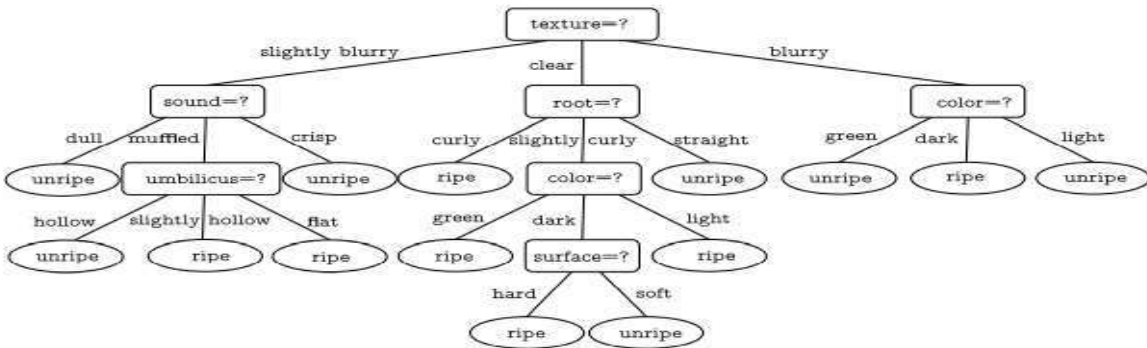 texture=?
slightly blurry clear blurry
sound=? root=? color=?
dull muffled crisp curly slightly curly straight green dark light
unripe umbilicus=? unripe ripe color=? unripe unripe ripe unripe
hollow slightly hollow flat green dark light
unripe ripe ripe ripe surface=? ripe
hard soft
ripe unripe